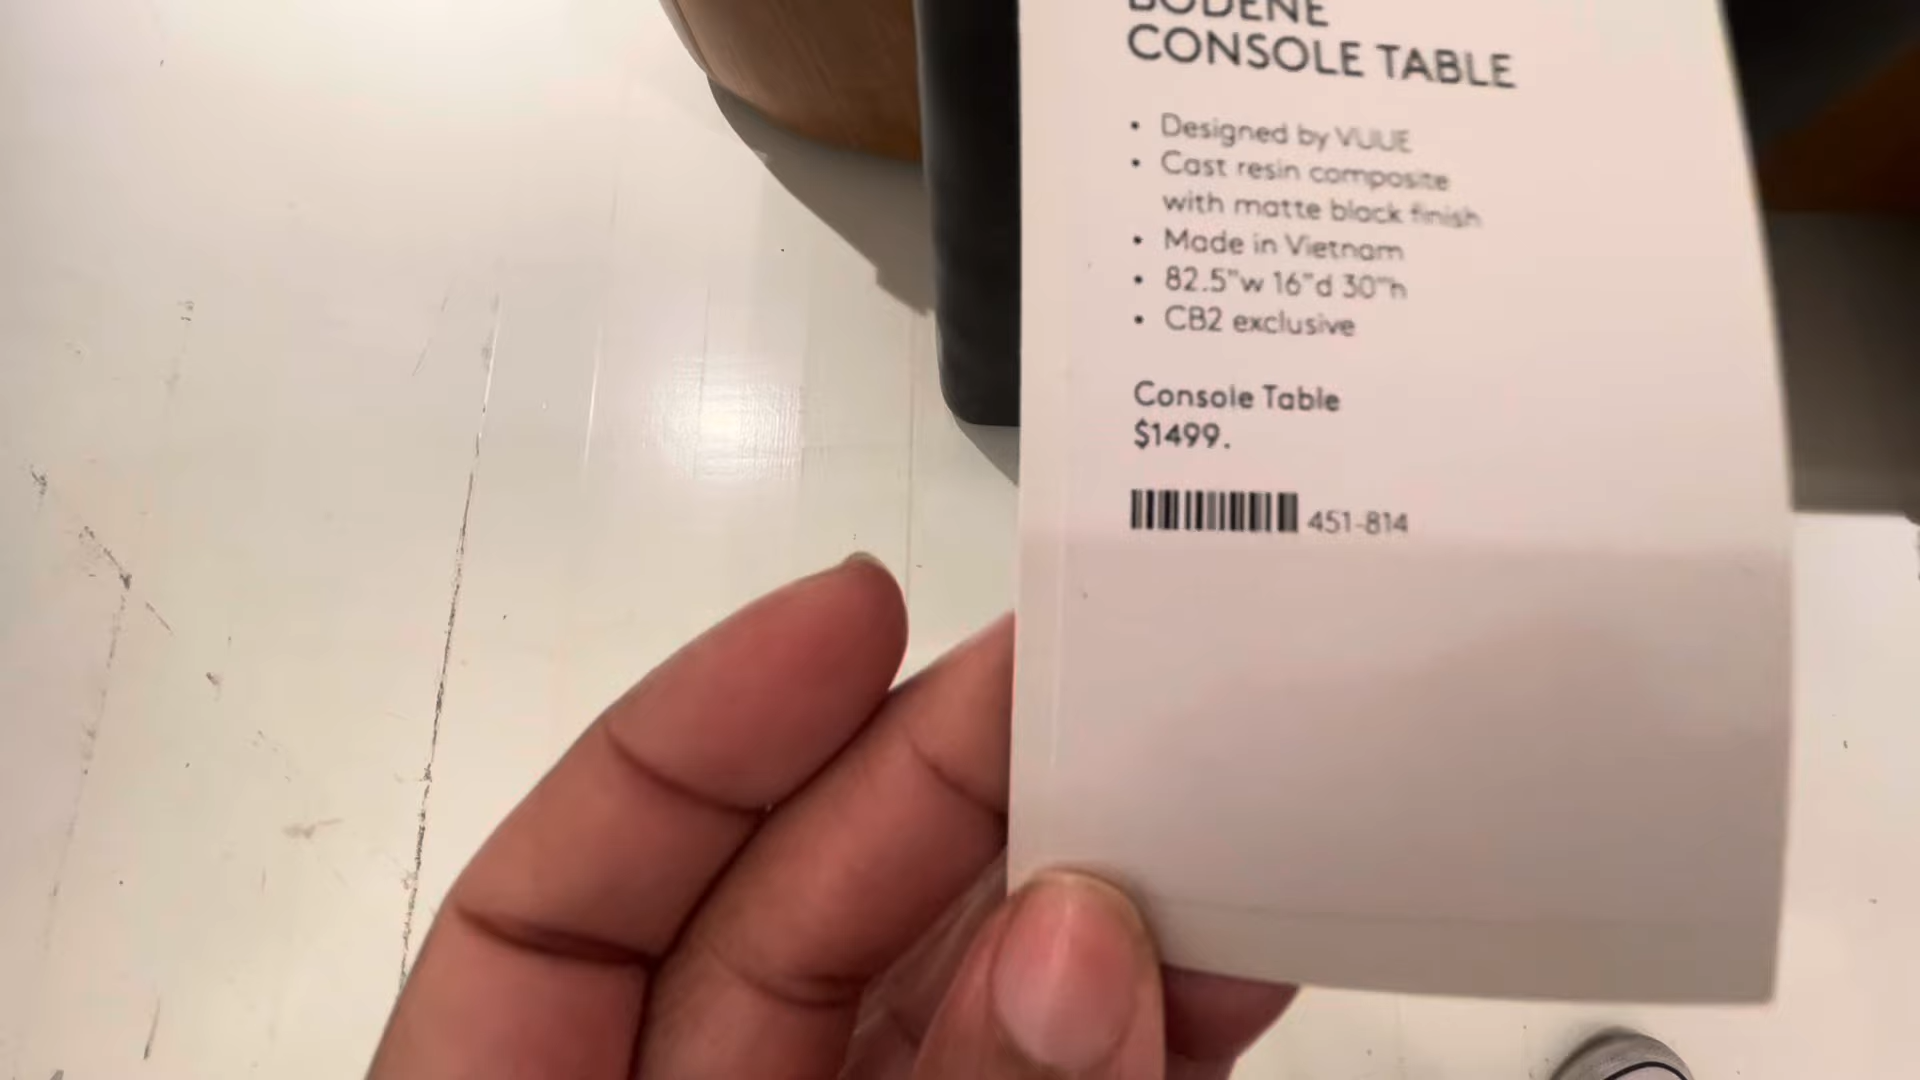 BODENE
CONSOLE TABLE
• Designed by VUUE
• Cast resin composite
with matte black finish
• Made in Vietnam
• 82.5"w 16"d 30"h
• CB2 exclusive
Console Table
$1499.
451-814